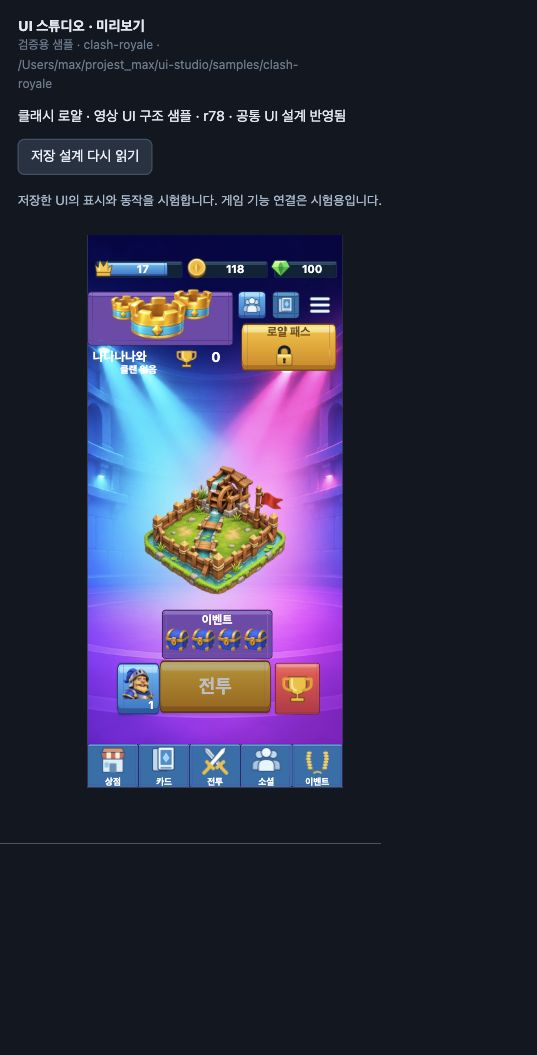 UI 스튜디오 · 미리보기
검증용 샘플 · clash-royale ·
/Users/max/projest_max/ui-studio/samples/clash-
royale
클래시 로얄 · 영상 UI 구조 샘플 · r78 · 공통 UI 설계 반영됨
저장 설계 다시 읽기
저장한 UI의 표시와 동작을 시험합니다. 게임 기능 연결은 시험용입니다.
17 118 100
로얄 패스
나나나나와 0
클랜 없음
이벤트
전투
1
상점 카드 전투 소셜 이벤트